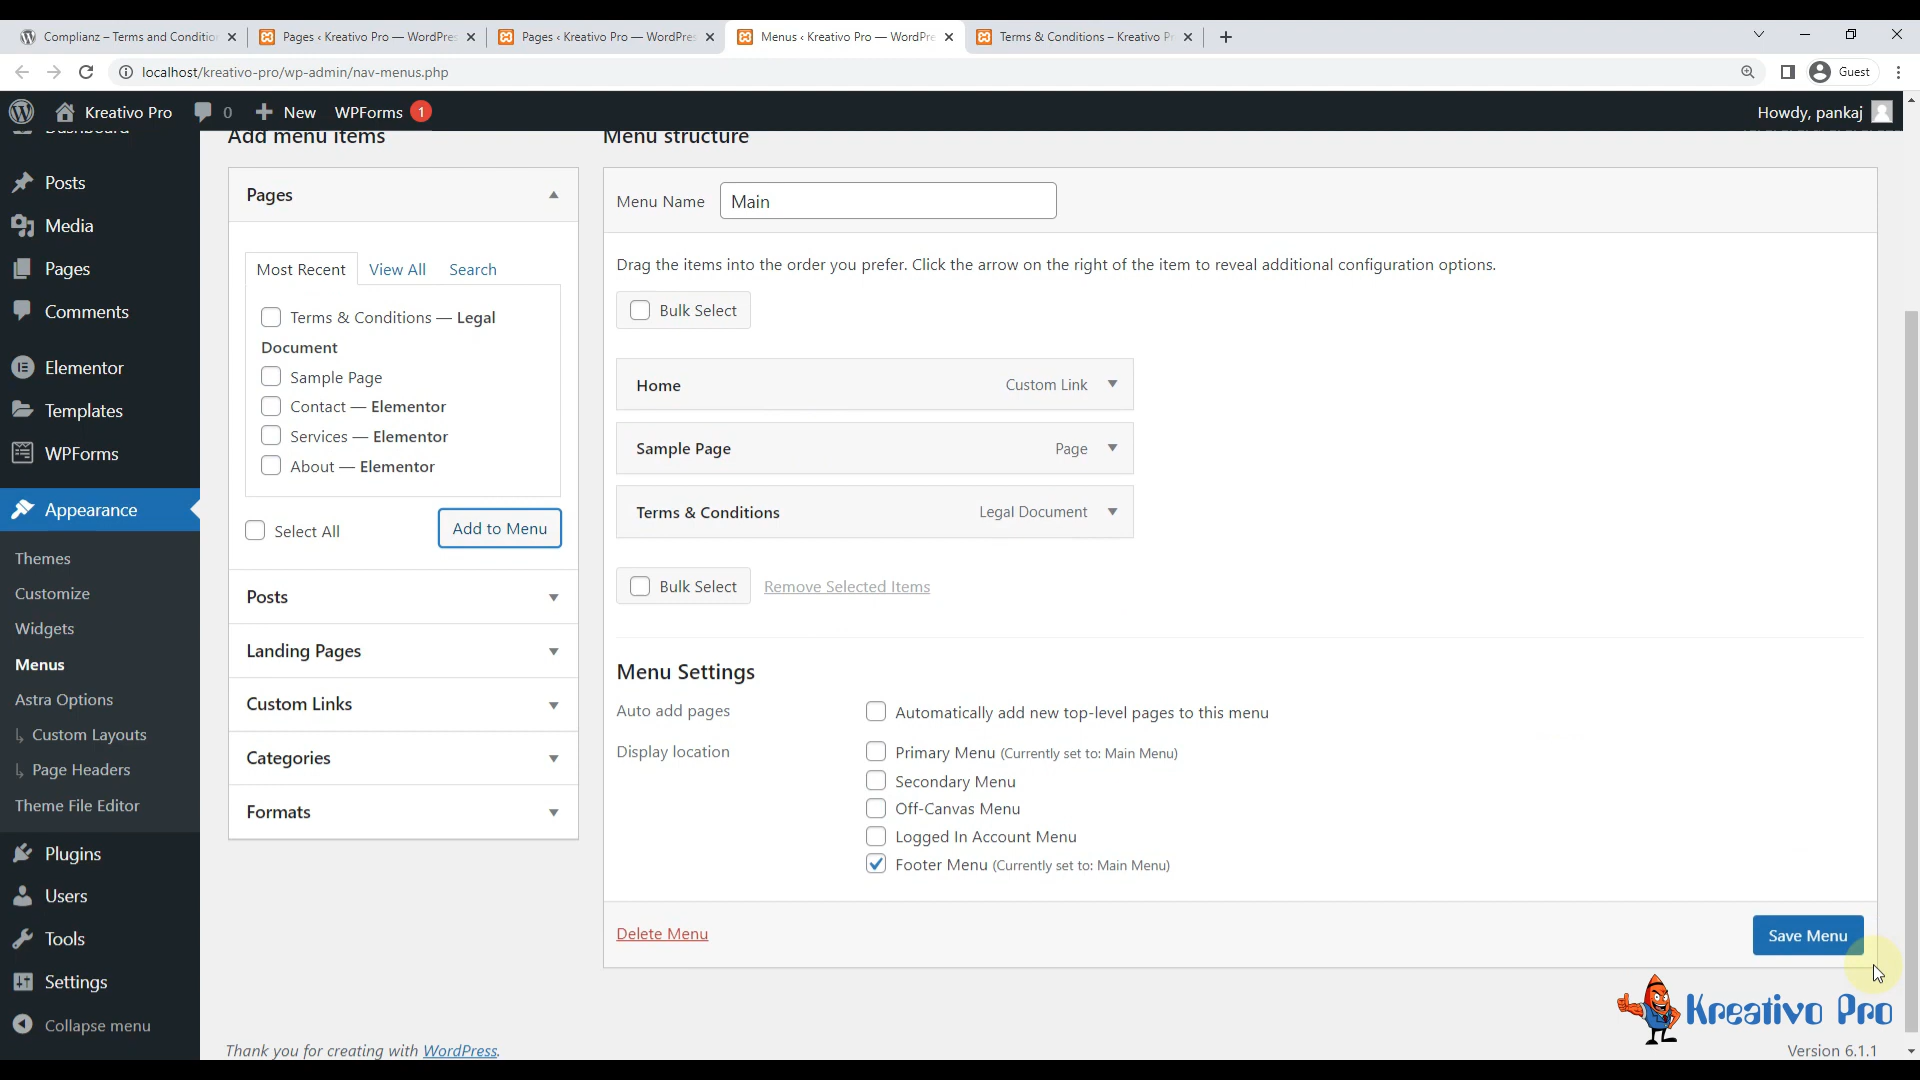 Complianz – Terms and Conditio
Pages ‹ Kreativo Pro — WordPres
Pages ‹ Kreativo Pro — WordPres
Menus ‹ Kreativo Pro — WordPre
Terms & Conditions – Kreativo P
localhost/kreativo-pro/wp-admin/nav-menus.php
Guest
Kreativo Pro
0
New
WPForms
1
Howdy, pankaj
Dashboard
Posts
Media
Pages
Comments
Elementor
Templates
WPForms
Appearance
Themes
Customize
Widgets
Menus
Astra Options
Custom Layouts
Page Headers
Theme File Editor
Plugins
Users
Tools
Settings
Collapse menu
Add menu items
Pages
Most Recent
View All
Search
Terms & Conditions — Legal
Document
Sample Page
Contact — Elementor
Services — Elementor
About — Elementor
Select All
Add to Menu
Posts
Landing Pages
Custom Links
Categories
Formats
Menu structure
Menu Name
Main
Drag the items into the order you prefer. Click the arrow on the right of the item to reveal additional configuration options.
Bulk Select
Home
Custom Link
Sample Page
Page
Terms & Conditions
Legal Document
Bulk Select
Remove Selected Items
Menu Settings
Auto add pages
Automatically add new top-level pages to this menu
Display location
Primary Menu (Currently set to: Main Menu)
Secondary Menu
Off-Canvas Menu
Logged In Account Menu
Footer Menu (Currently set to: Main Menu)
Delete Menu
Save Menu
Kreativo Pro
Thank you for creating with WordPress.
Version 6.1.1